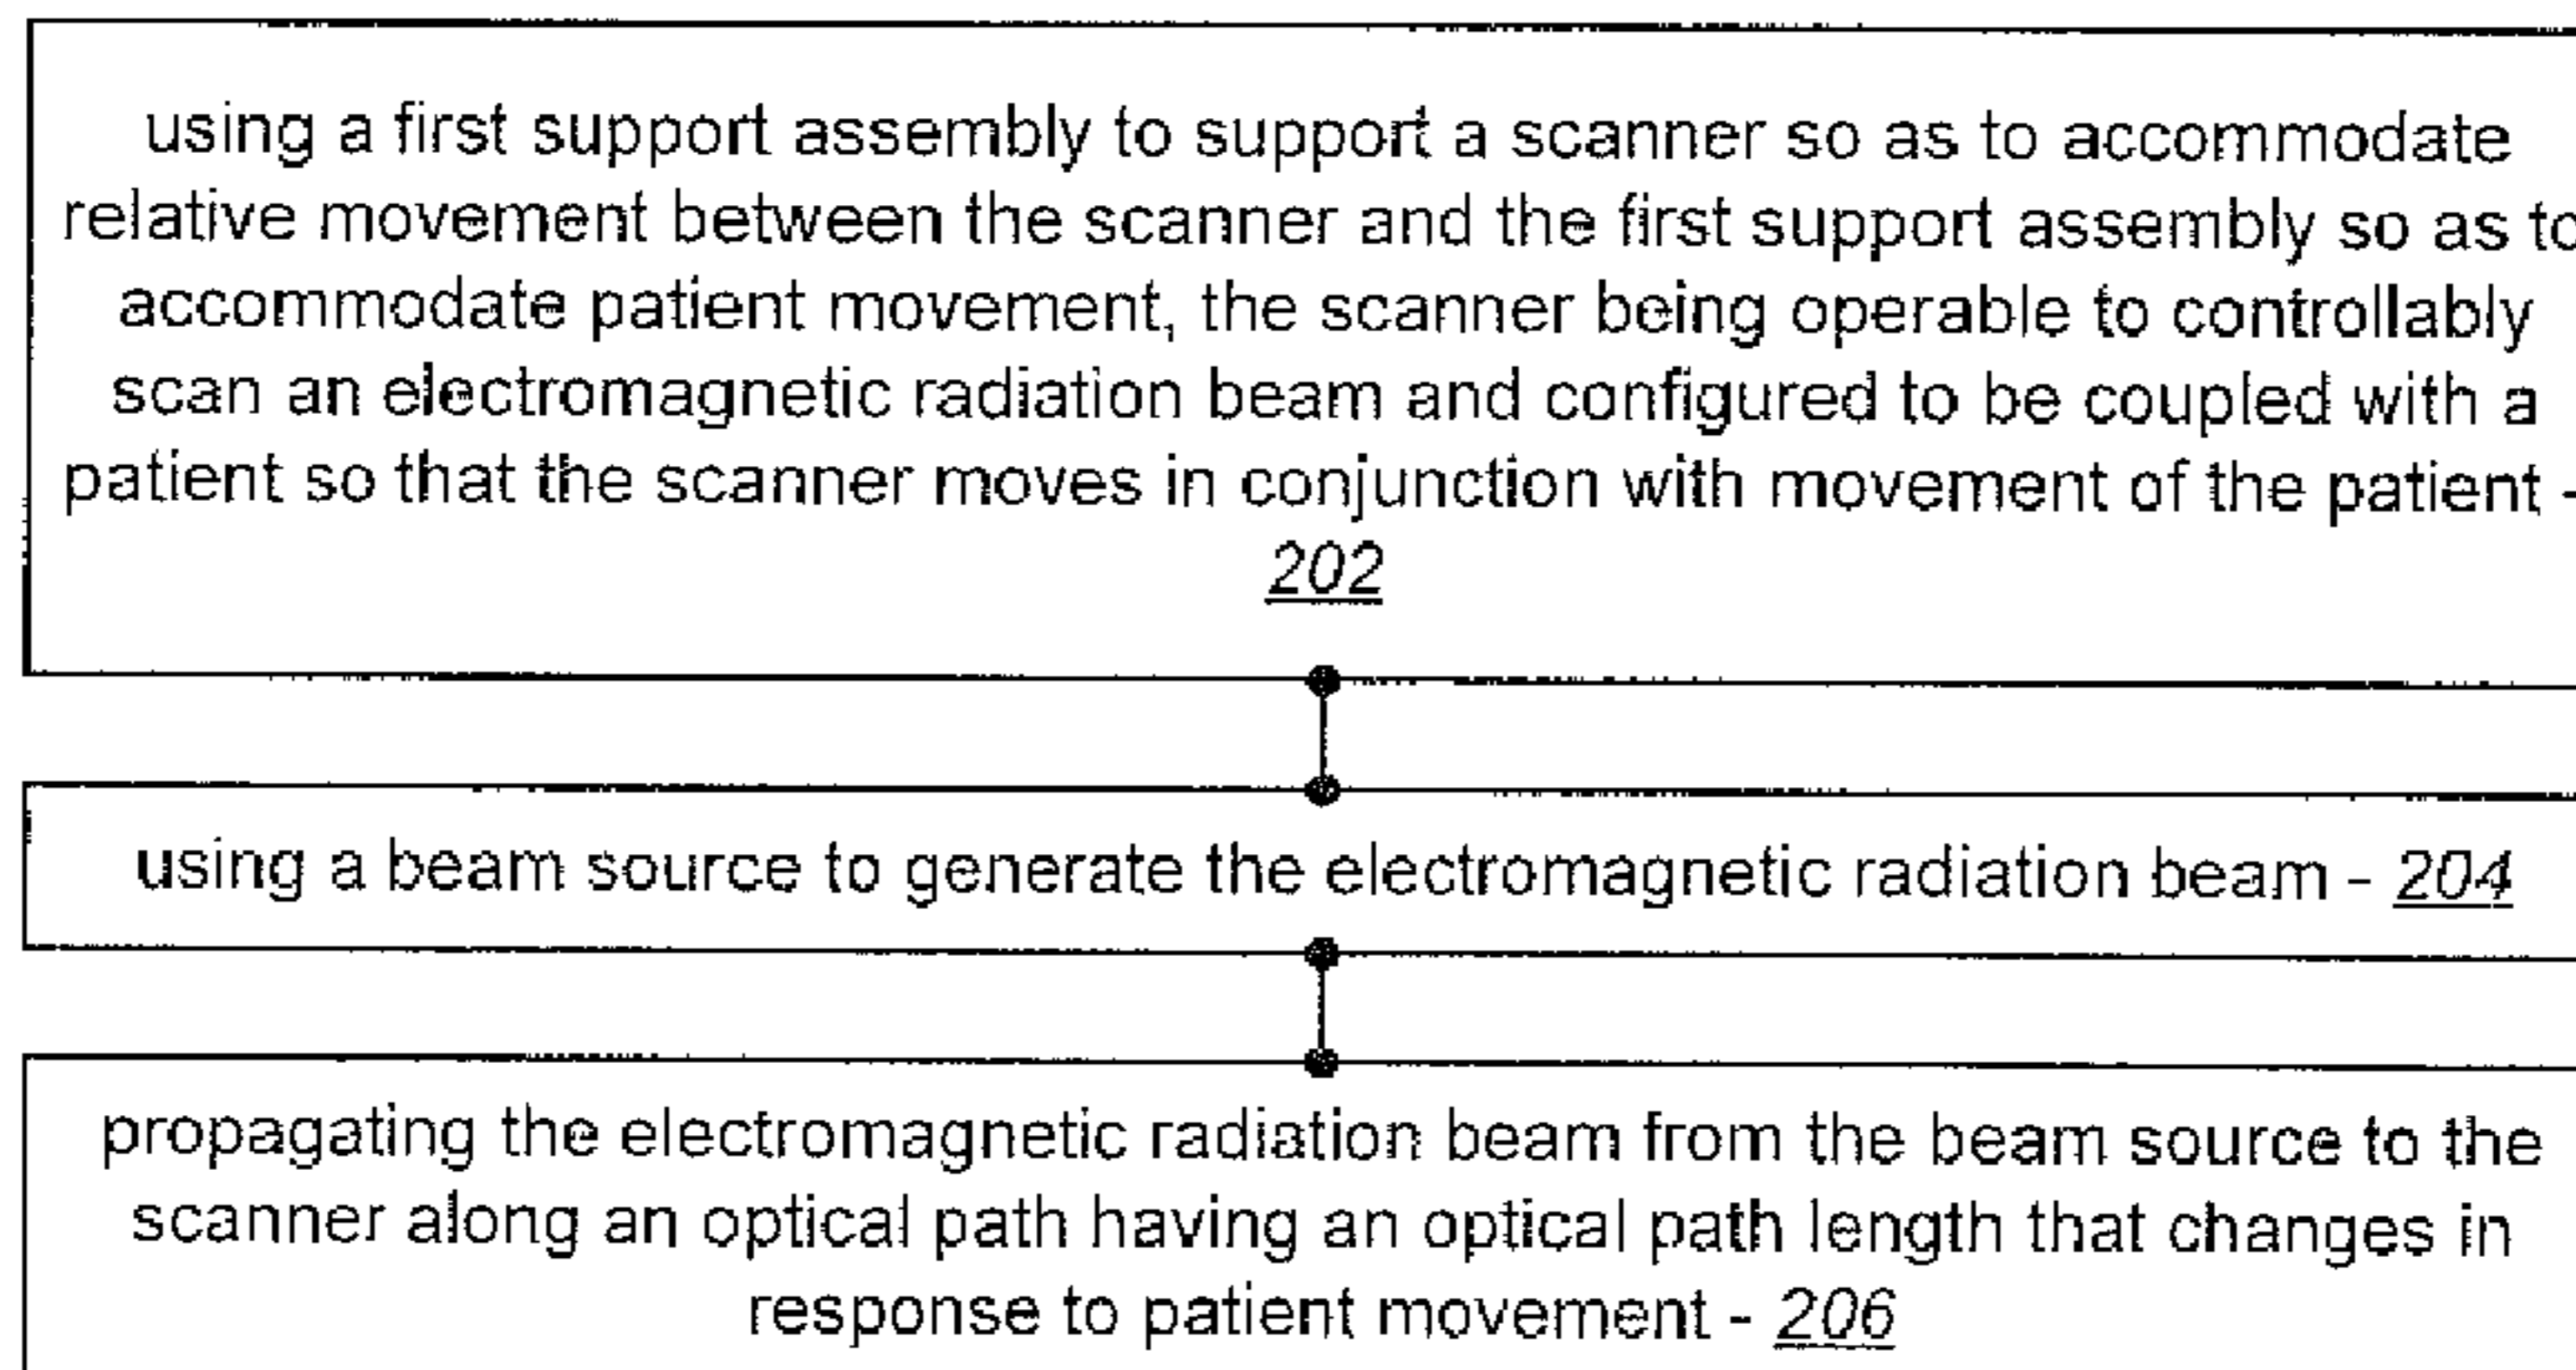 using a first support assembly to support a scanner so as to accommodate
relative movement between the scanner and the first support assembly so as to
accommodate patient movement, the scanner being operable to controllably
scan an electromagnetic radiation beam and configured to be coupled with a
patient so that the scanner moves in conjunction with movement of the patient -
202
using a beam source to generate the electromagnetic radiation beam - 204
propagating the electromagnetic radiation beam from the beam source to the
scanner along an optical path having an optical path length that changes in
response to patient movement - 206